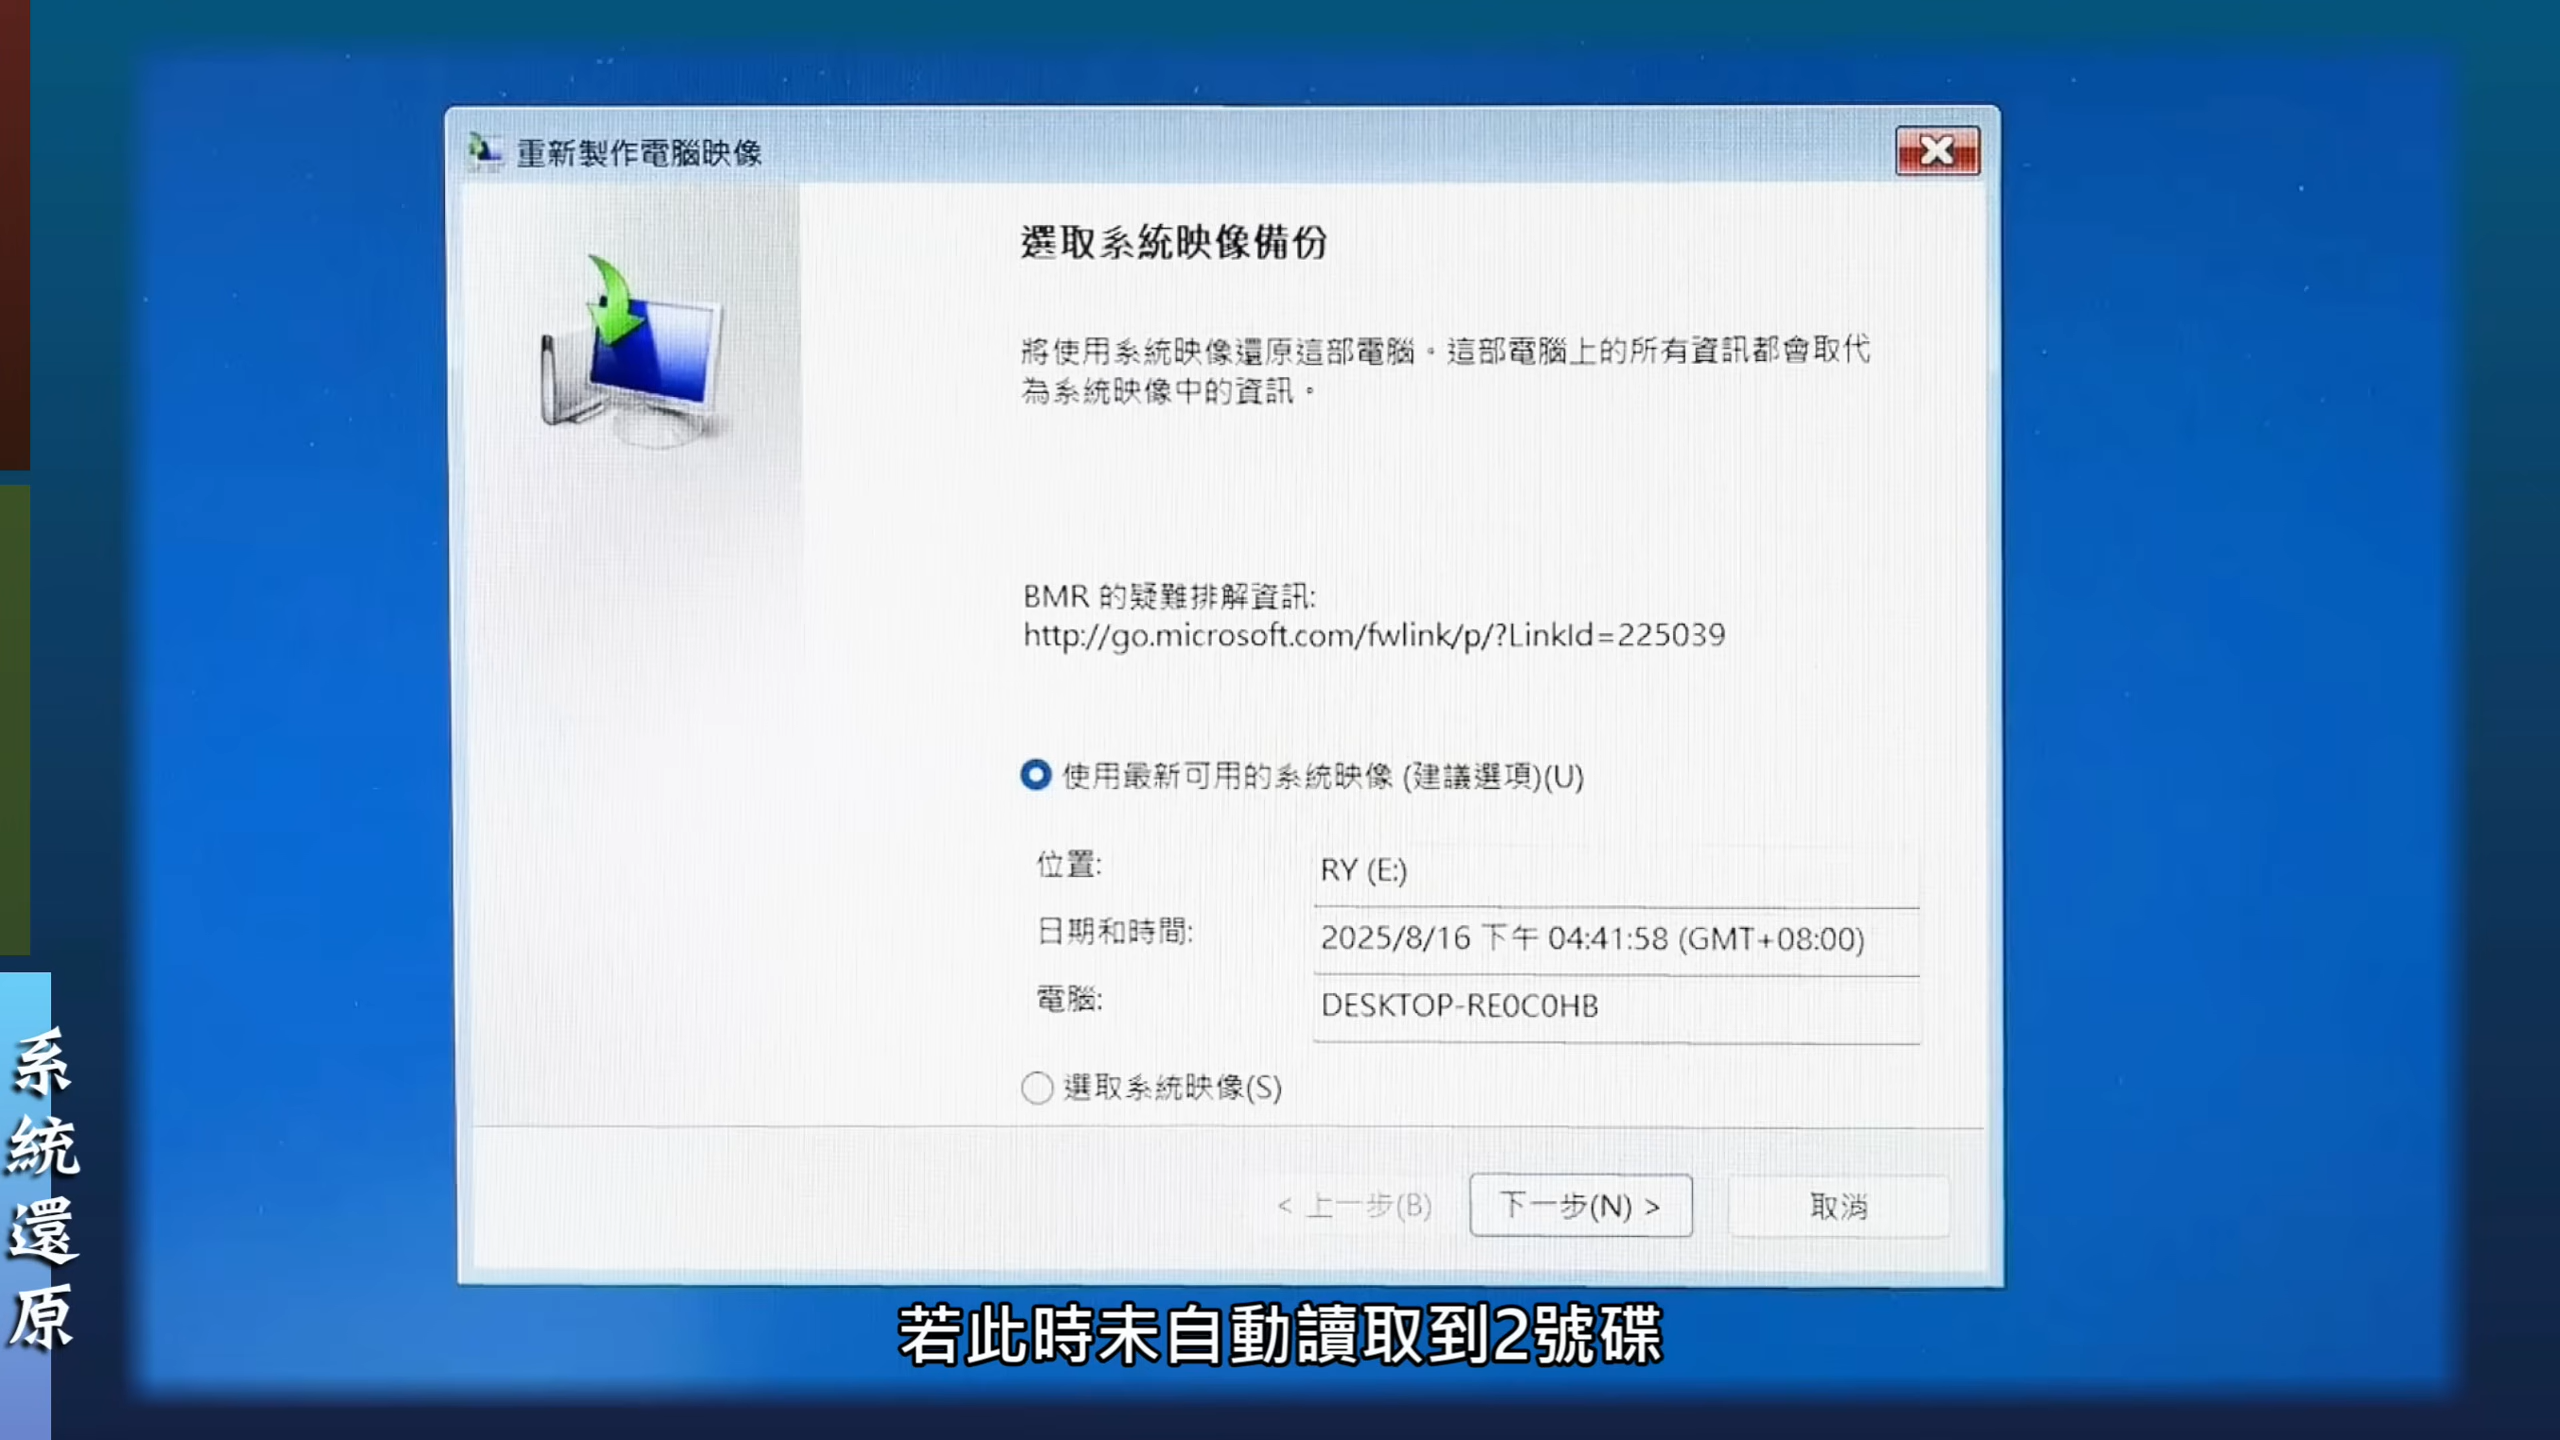 重新製作電腦映像
選取系統映像備份
將使用系統映像還原這部電腦。這部電腦上的所有資訊都會取代
為系統映像中的資訊。
BMR 的疑難排解資訊:
http://go.microsoft.com/fwlink/p/?LinkId=225039
使用最新可用的系統映像 (建議選項)(U)
位置:
RY (E:)
日期和時間:
2025/8/16 下午 04:41:58 (GMT+08:00)
電腦:
DESKTOP-RE0C0HB
選取系統映像(S)
< 上一步(B)
下一步(N) >
取消
系統還原
若此時未自動讀取到2號碟